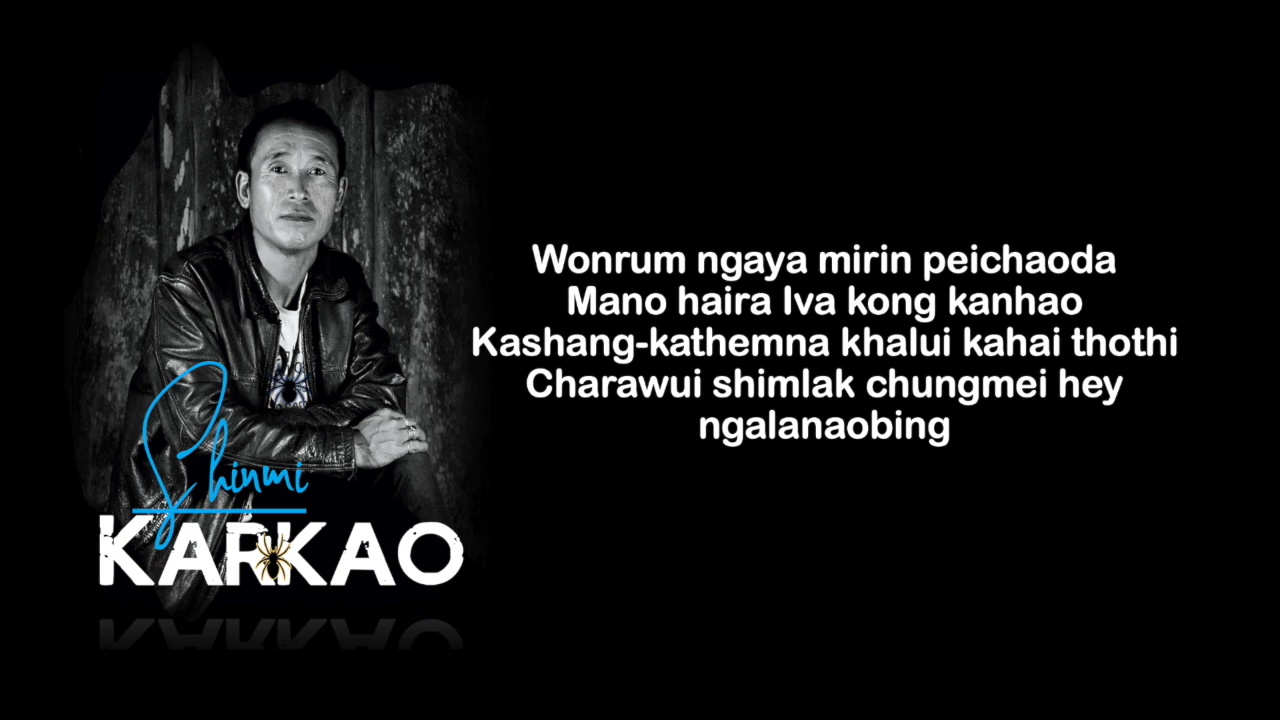 Wonrum ngaya mirin peichaoda
Mano haira Iva kong kanhao
Kashang-kathemna khalui kahai thothi
Charawui shimlak chungmei hey
ngalanaobing
Shinmi
KARKAO